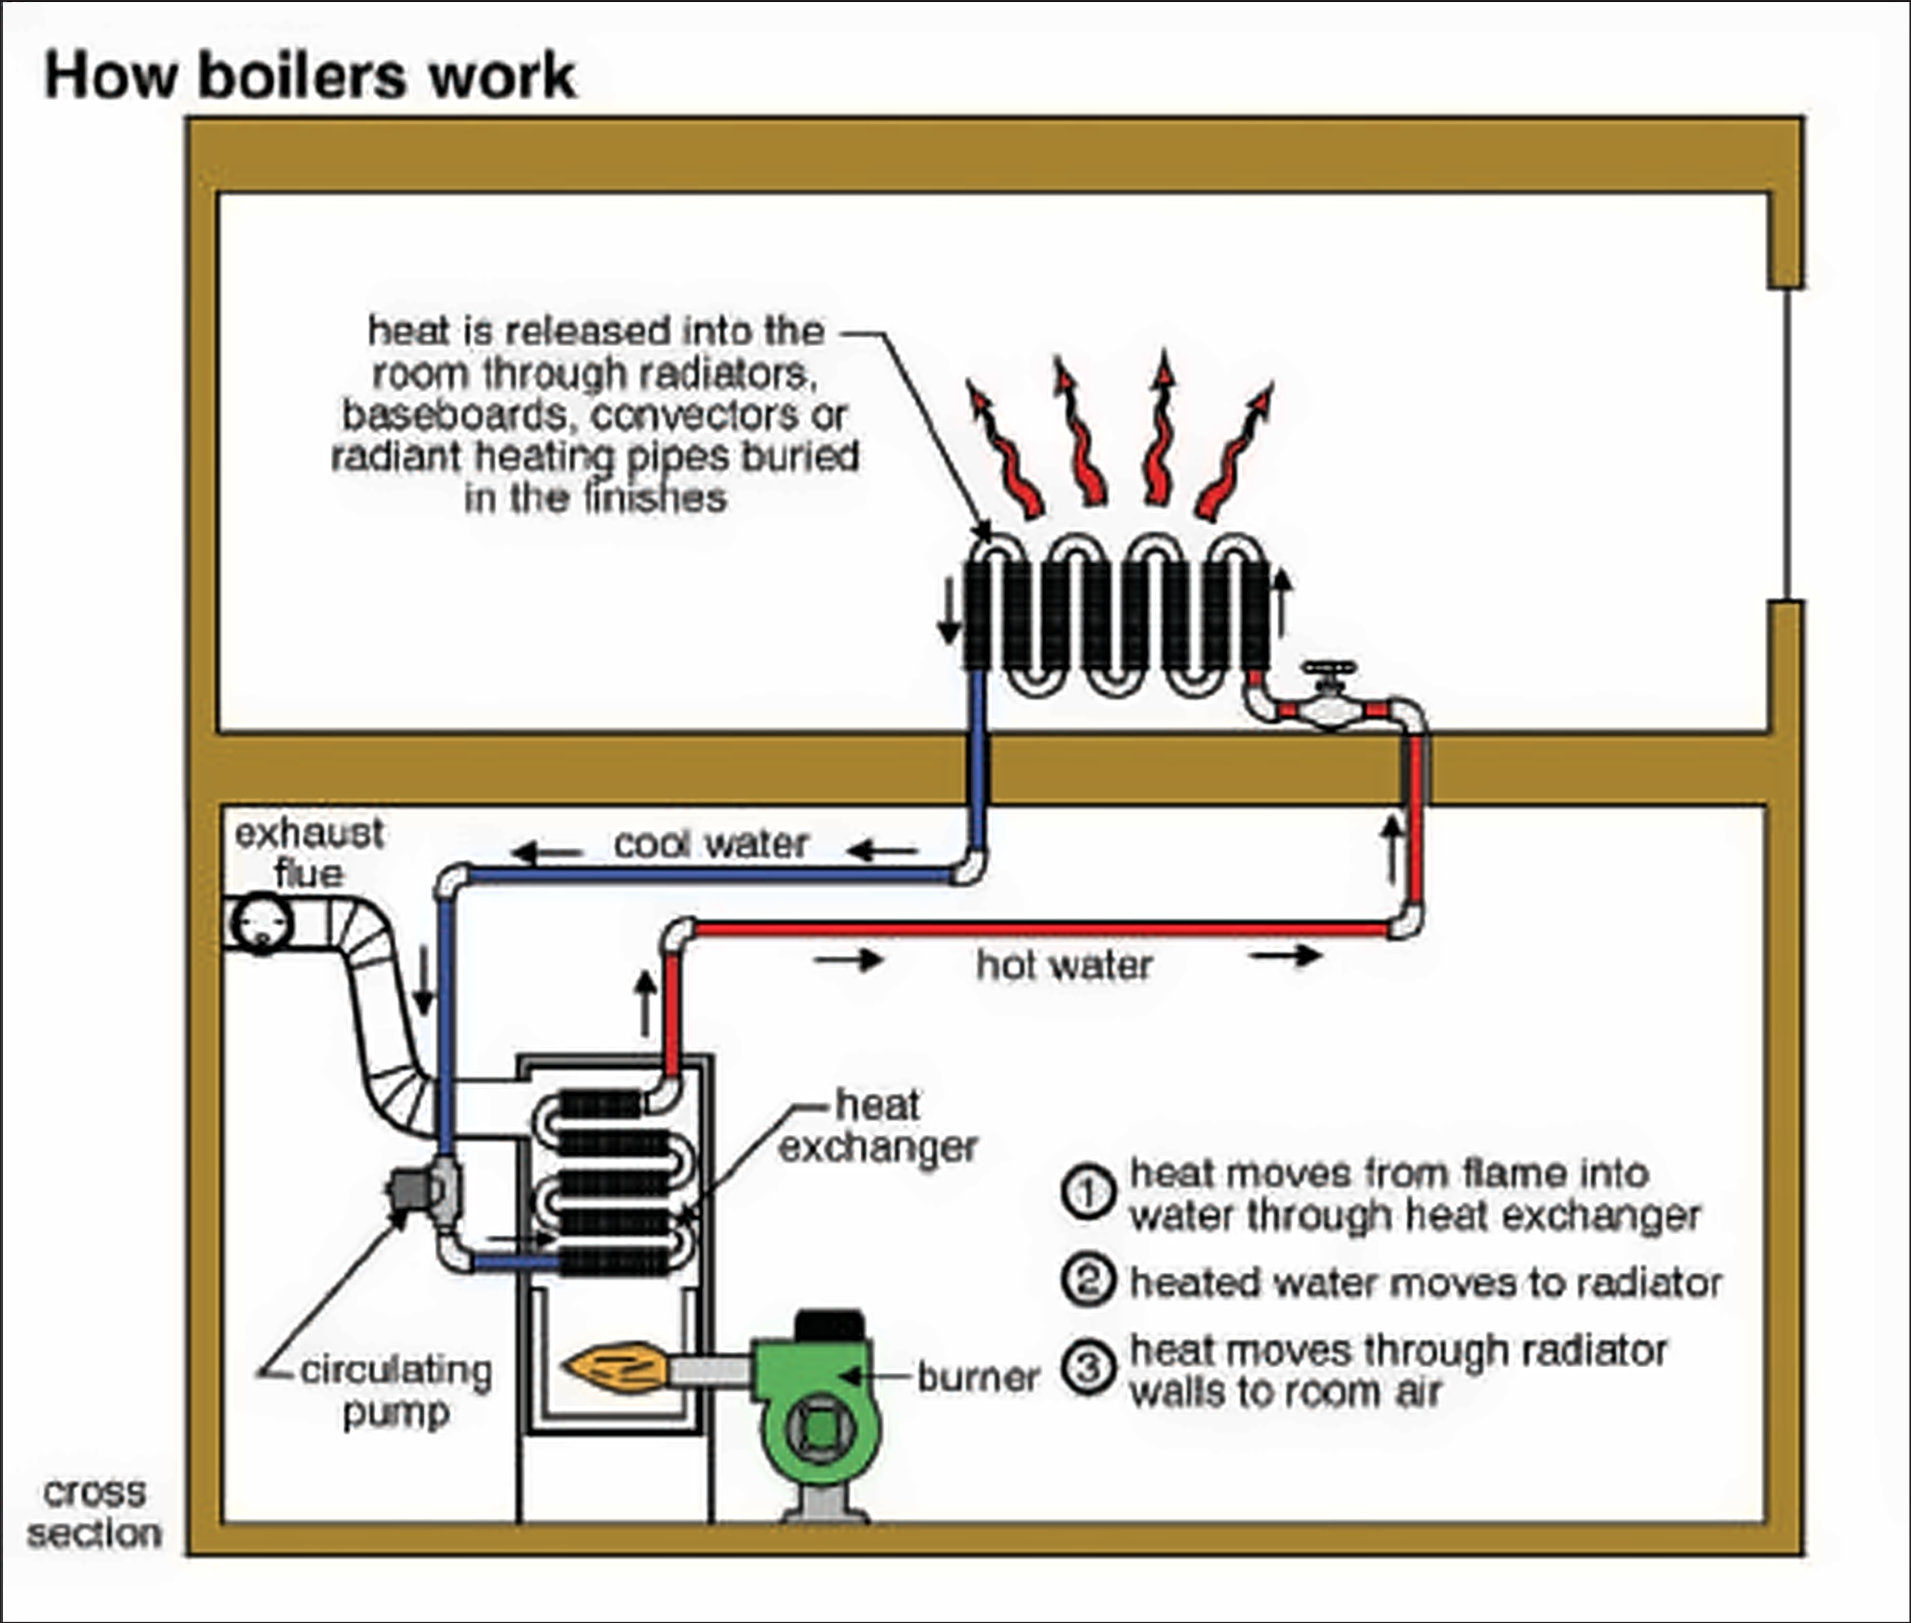 How boilers work
heat is released into the
room through radiators,
baseboards, convectors or
radiant heating pipes buried
in the finishes
exhaust
flue
cool water
hot water
heat
exchanger
circulating
pump
burner
1 heat moves from flame into
water through heat exchanger
2 heated water moves to radiator
3 heat moves through radiator
walls to room air
cross
section